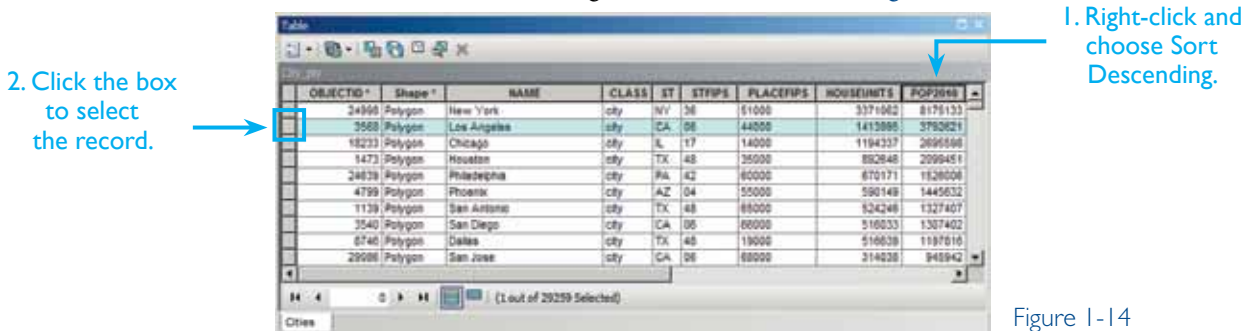 Table
1. Right-click and
choose Sort
Descending.
2. Click the box
to select
the record.
OBJECTID * Shape * NAME CLASS ST STFIPS PLACEFIPS HOUSEUNITS POP2010
24998 Polygon New York city NY 36 51000 3371062 8175133
3568 Polygon Los Angeles city CA 06 44000 1413995 3792621
18233 Polygon Chicago city IL 17 14000 1194337 2695598
1473 Polygon Houston city TX 48 35000 892646 2099451
24639 Polygon Philadelphia city PA 42 60000 670171 1526006
4799 Polygon Phoenix city AZ 04 55000 590149 1445632
1139 Polygon San Antonio city TX 48 65000 524246 1327407
3540 Polygon San Diego city CA 06 66000 516033 1307402
8746 Polygon Dallas city TX 48 19000 516639 1197816
29086 Polygon San Jose city CA 06 68000 314038 945942
0 (1 out of 29259 Selected)
Cities
Figure 1-14